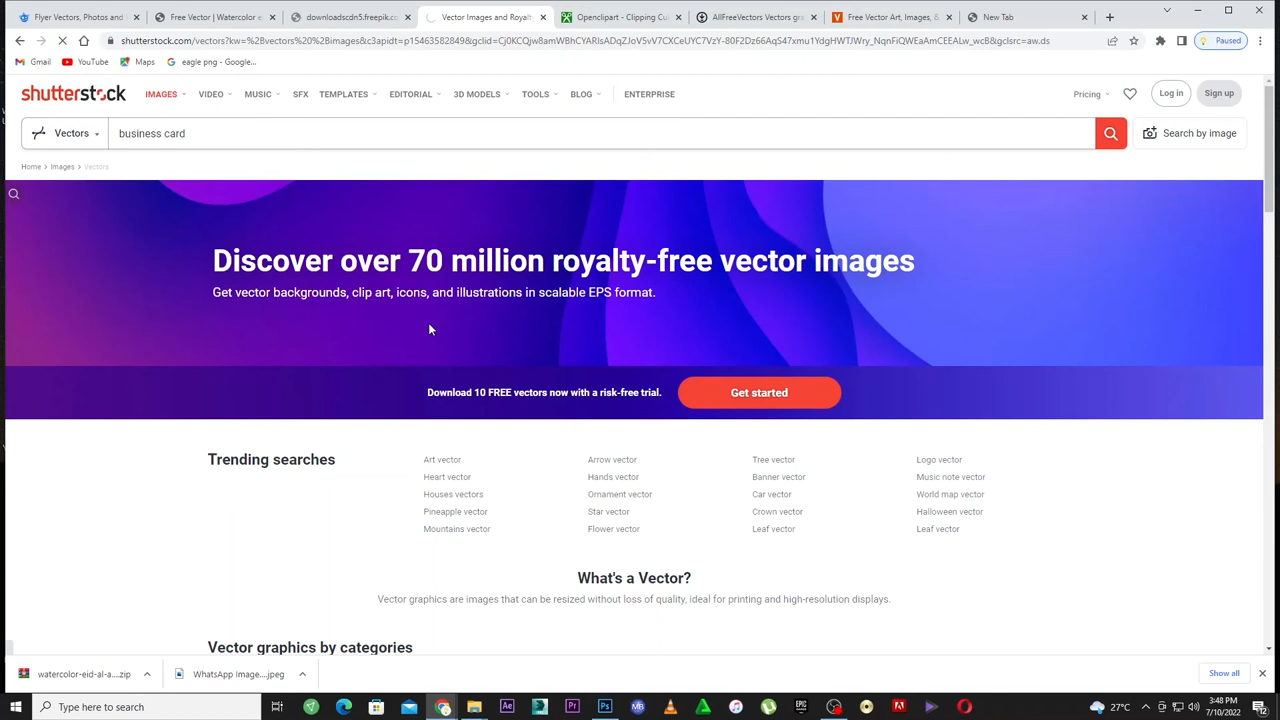 Flyer Vectors, Photos and
Free Vector | Watercolor e
downloadscdn5.freepik.co
Vector Images and Royalt
Openclipart - Clipping Cu
AllFreeVectors Vectors gra
Free Vector Art, Images, &
New Tab
shutterstock.com/vectors?kw=%2Bvectors%20%2Bimages&c3apidt=p15463582849&gclid=Cj0KCQjw8amWBhCYARIsADqZJoV5vV7CXCeUYC7VzY-80F2Dz66AqS47xmu1YdgHWTJWry_NqnFiQWEaAmCEEALw_wcB&gclsrc=aw.ds
Paused
Gmail
YouTube
Maps
eagle png - Google...
shutterstock
IMAGES
VIDEO
MUSIC
SFX
TEMPLATES
EDITORIAL
3D MODELS
TOOLS
BLOG
ENTERPRISE
Pricing
Log in
Sign up
Vectors
business card
Search by image
Home > Images > Vectors
Discover over 70 million royalty-free vector images
Get vector backgrounds, clip art, icons, and illustrations in scalable EPS format.
Download 10 FREE vectors now with a risk-free trial.
Get started
Trending searches
Art vector
Arrow vector
Tree vector
Logo vector
Heart vector
Hands vector
Banner vector
Music note vector
Houses vectors
Ornament vector
Car vector
World map vector
Pineapple vector
Star vector
Crown vector
Halloween vector
Mountains vector
Flower vector
Leaf vector
Leaf vector
What's a Vector?
Vector graphics are images that can be resized without loss of quality, ideal for printing and high-resolution displays.
Vector graphics by categories
watercolor-eid-al-a....zip
WhatsApp Image....jpeg
Show all
Type here to search
27°C
3:48 PM
7/10/2022